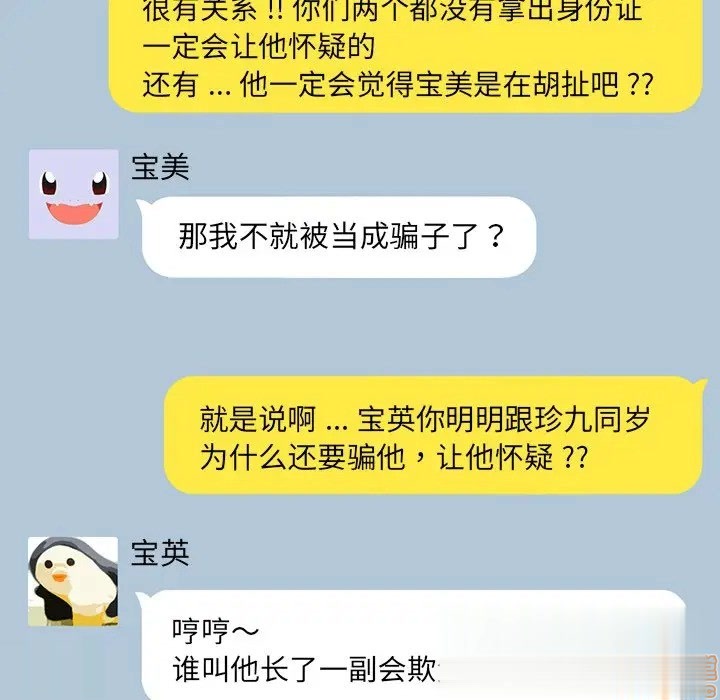 很有关系 !! 你们两个都没有拿出身份证
一定会让他怀疑的
还有 ... 他一定会觉得宝美是在胡扯吧 ??
宝美
那我不就被当成骗子了？
就是说啊 ... 宝英你明明跟珍九同岁
为什么还要骗他，让他怀疑 ??
宝英
哼哼～
谁叫他长了一副会欺